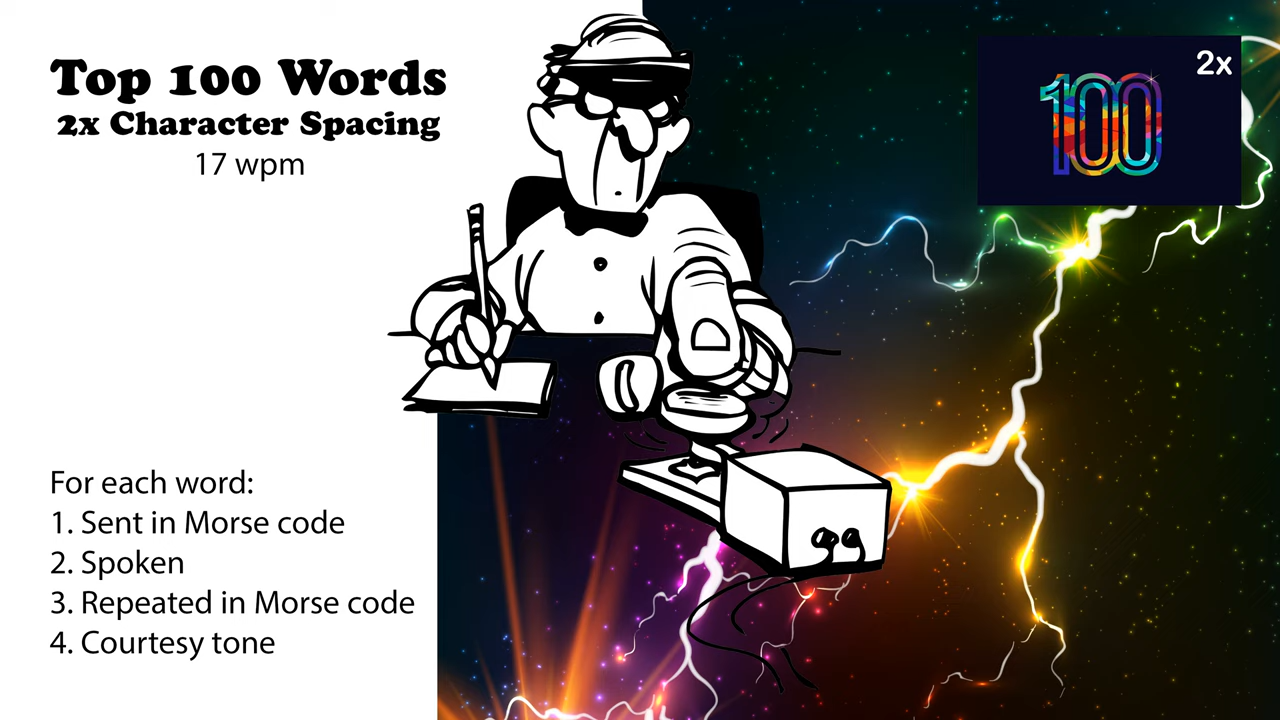 Top 100 Words
2x Character Spacing
17 wpm
2x
100
For each word:
1. Sent in Morse code
2. Spoken
3. Repeated in Morse code
4. Courtesy tone